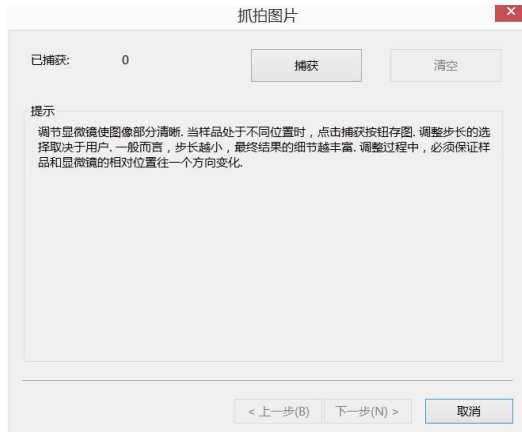 抓拍图片
已捕获: 0 捕获 清空
提示
调节显微镜使图像部分清晰. 当样品处于不同位置时，点击捕获按钮存图. 调整步长的选
择取决于用户. 一般而言，步长越小，最终结果的细节越丰富. 调整过程中，必须保证样
品和显微镜的相对位置往一个方向变化.
< 上一步(B) 下一步(N) > 取消